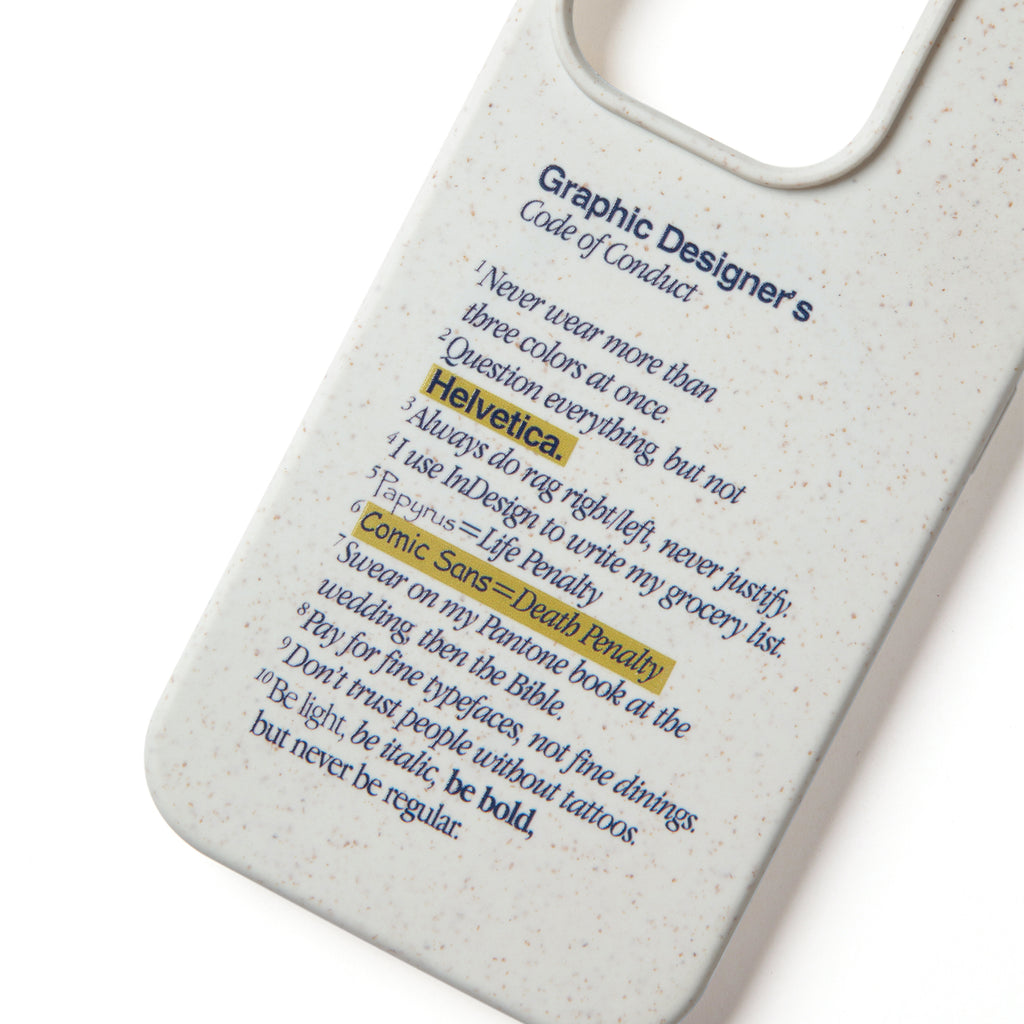 Graphic Designer's
Code of Conduct
1 Never wear more than
three colors at once.
2 Question everything, but not
Helvetica.
3 Always do rag right/left, never justify.
4 I use InDesign to write my grocery list.
5 Papyrus = Life Penalty
6 Comic Sans = Death Penalty
7 Swear on my Pantone book at the
wedding, then the Bible.
8 Pay for fine typefaces, not fine dinings.
9 Don't trust people without tattoos.
10 Be light, be italic, be bold,
but never be regular.